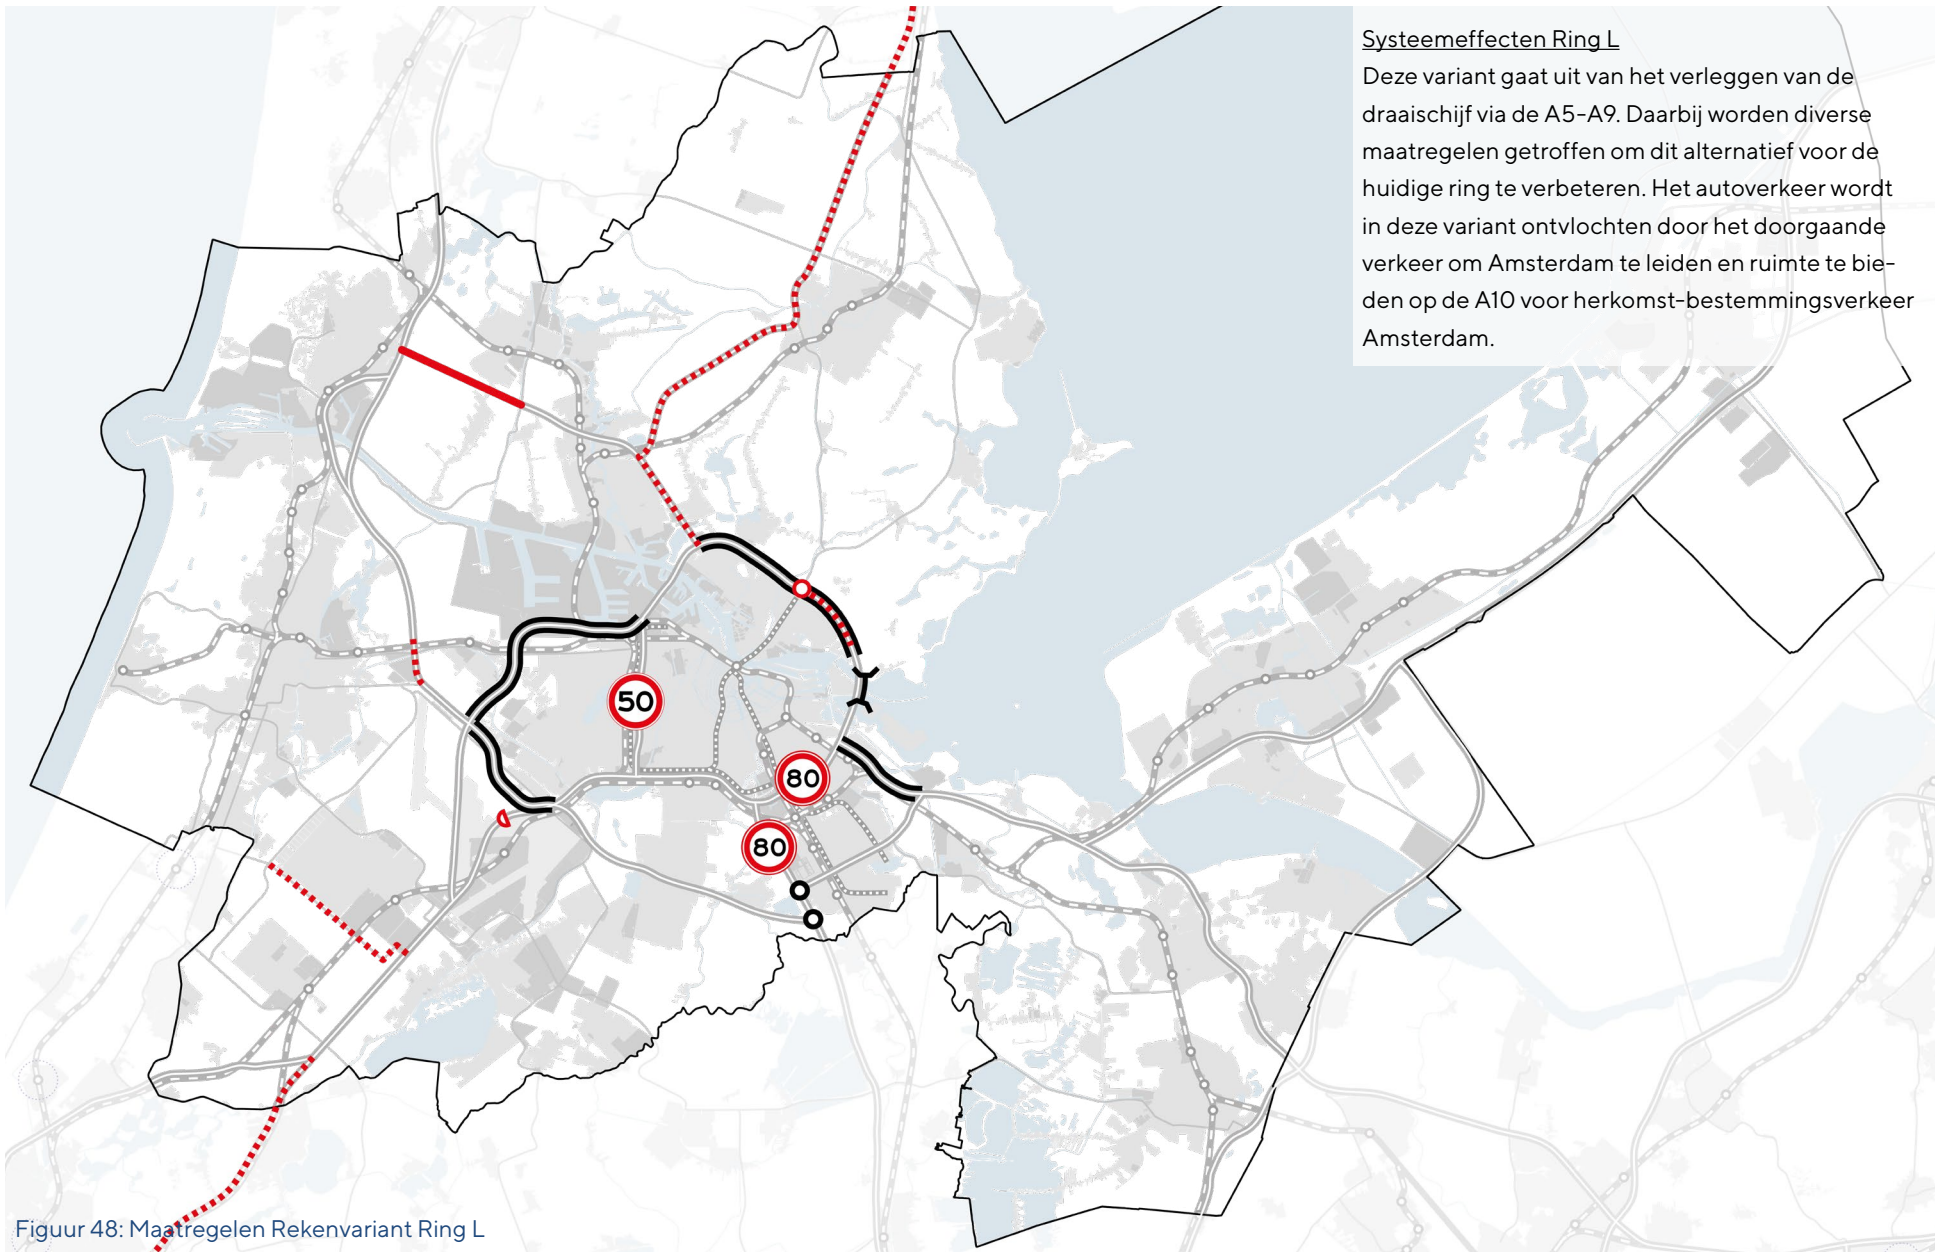 Systeemeffecten Ring L
Deze variant gaat uit van het verleggen van de
draaischijf via de A5-A9. Daarbij worden diverse
maatregelen getroffen om dit alternatief voor de
huidige ring te verbeteren. Het autoverkeer wordt
in deze variant ontvlochten door het doorgaande
verkeer om Amsterdam te leiden en ruimte te bie-
den op de A10 voor herkomst-bestemmingsverkeer
Amsterdam.
50
80
80
Figuur 48: Maatregelen Rekenvariant Ring L